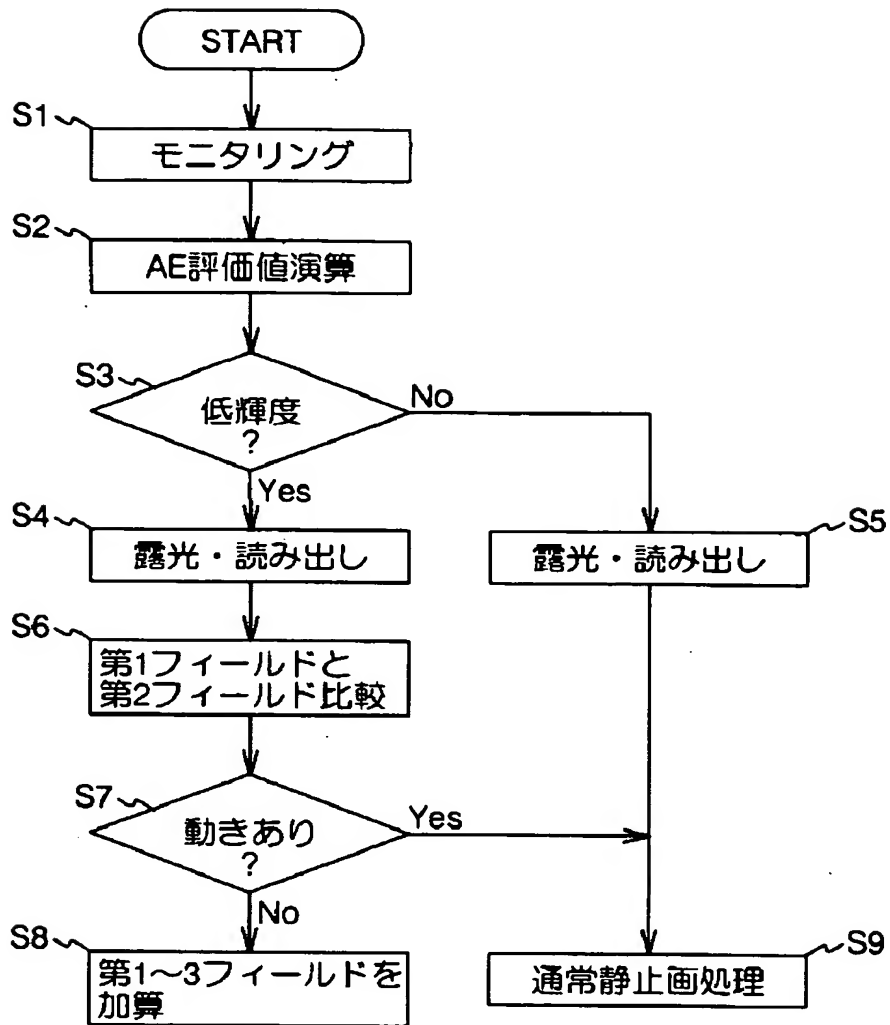 START
S1
モニタリング
S2
AE評価値演算
S3
低輝度
?
No
Yes
S4
露光・読み出し
S5
露光・読み出し
S6
第1フィールドと
第2フィールド比較
S7
動きあり
?
Yes
No
S8
第1〜3フィールドを
加算
S9
通常静止画処理